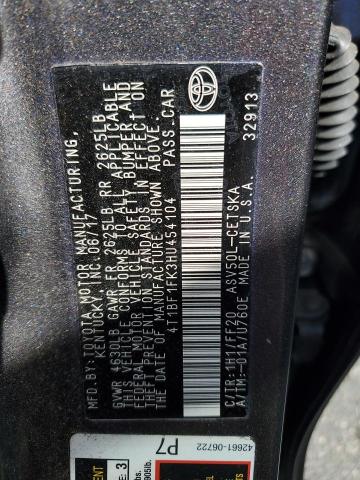 MFD. BY: TOYOTA MOTOR MANUFACTURING,
KENTUCKY, INC. 06/17
GVWR 4630LB GAWR FR 2625LB RR 2625LB
THIS VEHICLE CONFORMS TO ALL APPLICABLE
FEDERAL MOTOR VEHICLE SAFETY, BUMPER, AND
THEFT PREVENTION STANDARDS IN EFFECT ON
THE DATE OF MANUFACTURE SHOWN ABOVE.
4T1BF1FK3HU454104 PASS. CAR
C/TR: 1H1/FF20 ASV50L-CETSKA
A/TM: -01A/U760E MADE IN U.S.A.
32913
42661-06722
P7
3